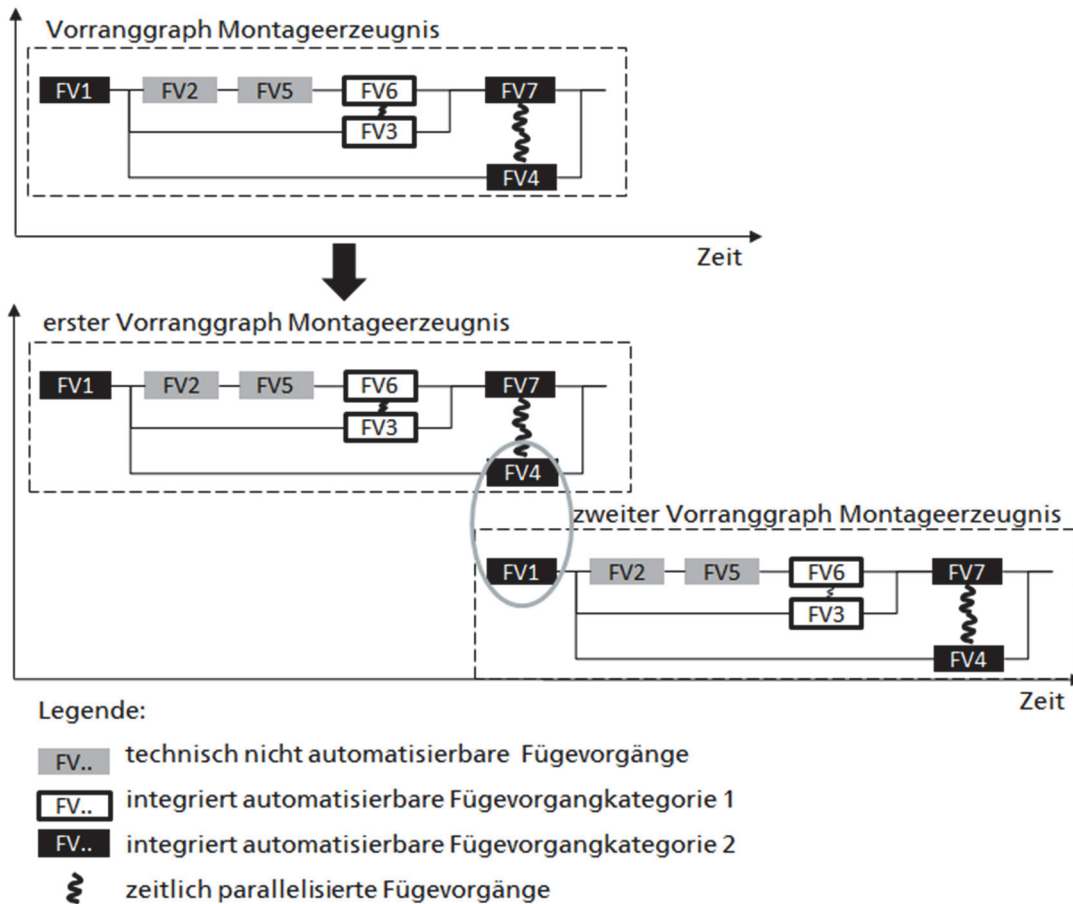 Vorranggraph Montageerzeugnis
FV1 FV2 FV5 FV6 FV7
FV3
FV4
Zeit
erster Vorranggraph Montageerzeugnis
FV1 FV2 FV5 FV6 FV7
FV3
FV4
zweiter Vorranggraph Montageerzeugnis
FV1 FV2 FV5 FV6 FV7
FV3
FV4
Zeit
Legende:
FV.. technisch nicht automatisierbare Fügevorgänge
FV.. integriert automatisierbare Fügevorgangkategorie 1
FV.. integriert automatisierbare Fügevorgangkategorie 2
zeitlich parallelisierte Fügevorgänge